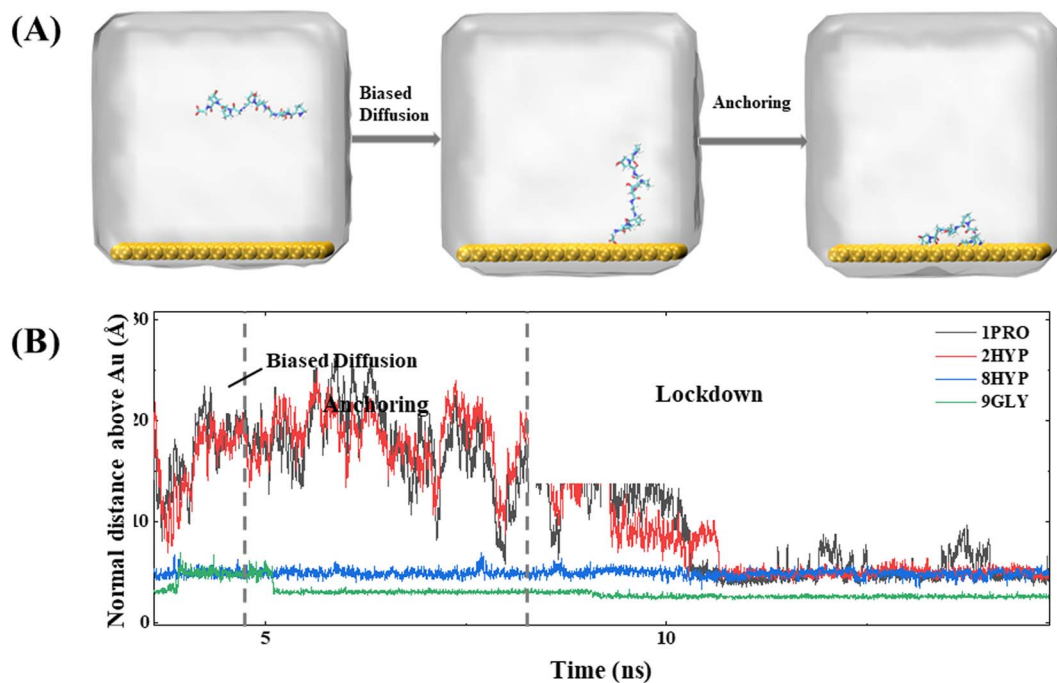 (A)
Biased
Diffusion
Anchoring
(B)
Normal distance above Au (Å)
30
20
10
0
Biased Diffusion
Anchoring
Lockdown
1PRO
2HYP
8HYP
9GLY
5
10
Time (ns)